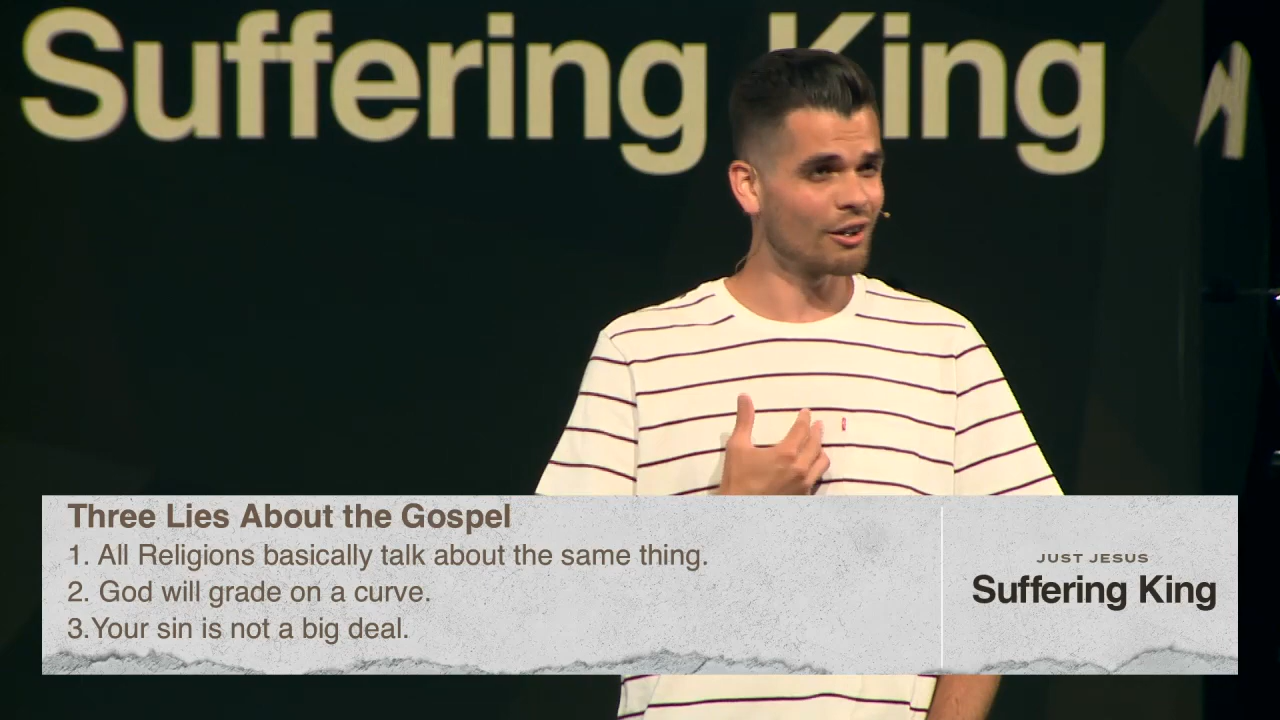 Suffering King
Three Lies About the Gospel
1. All Religions basically talk about the same thing.
2. God will grade on a curve.
3.Your sin is not a big deal.
JUST JESUS
Suffering King